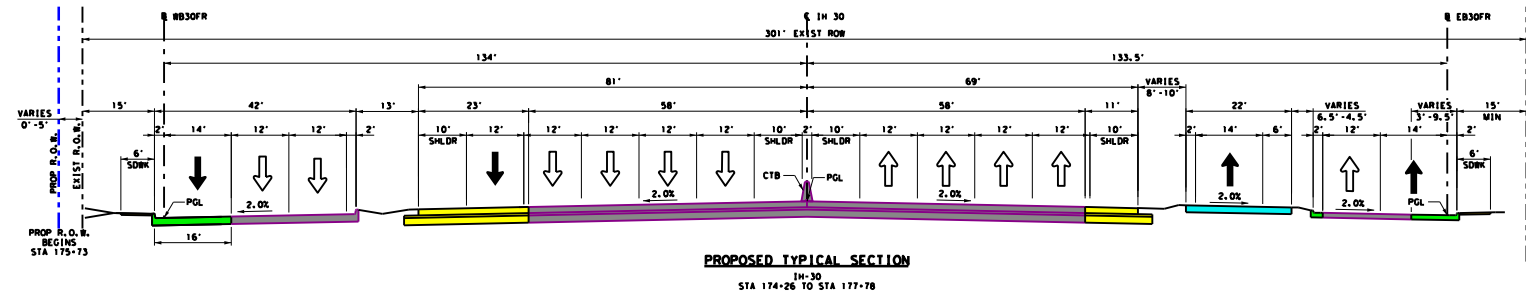 ℄ WB30FR
℄ IH 30
℄ EB30FR
301' EXIST ROW
134'
133.5'
81'
69'
VARIES
8'-10'
VARIES
0'-5'
15'
42'
13'
23'
58'
58'
11'
22'
VARIES
6.5'-4.5'
VARIES
3'-9.5'
15'
MIN
2'
14'
12'
12'
2'
10'
SHLDR
12'
12'
12'
12'
12'
10'
SHLDR
2'
10'
SHLDR
12'
12'
12'
12'
10'
SHLDR
2'
14'
6'
2'
12'
14'
2'
6'
SDWK
6'
SDWK
PROP R.O.W.
EXIST R.O.W.
PGL
2.0%
2.0%
CTB
PGL
2.0%
2.0%
2.0%
PGL
16'
PROP R.O.W.
BEGINS
STA 175+73
PROPOSED TYPICAL SECTION
IH-30
STA 174+26 TO STA 177+78